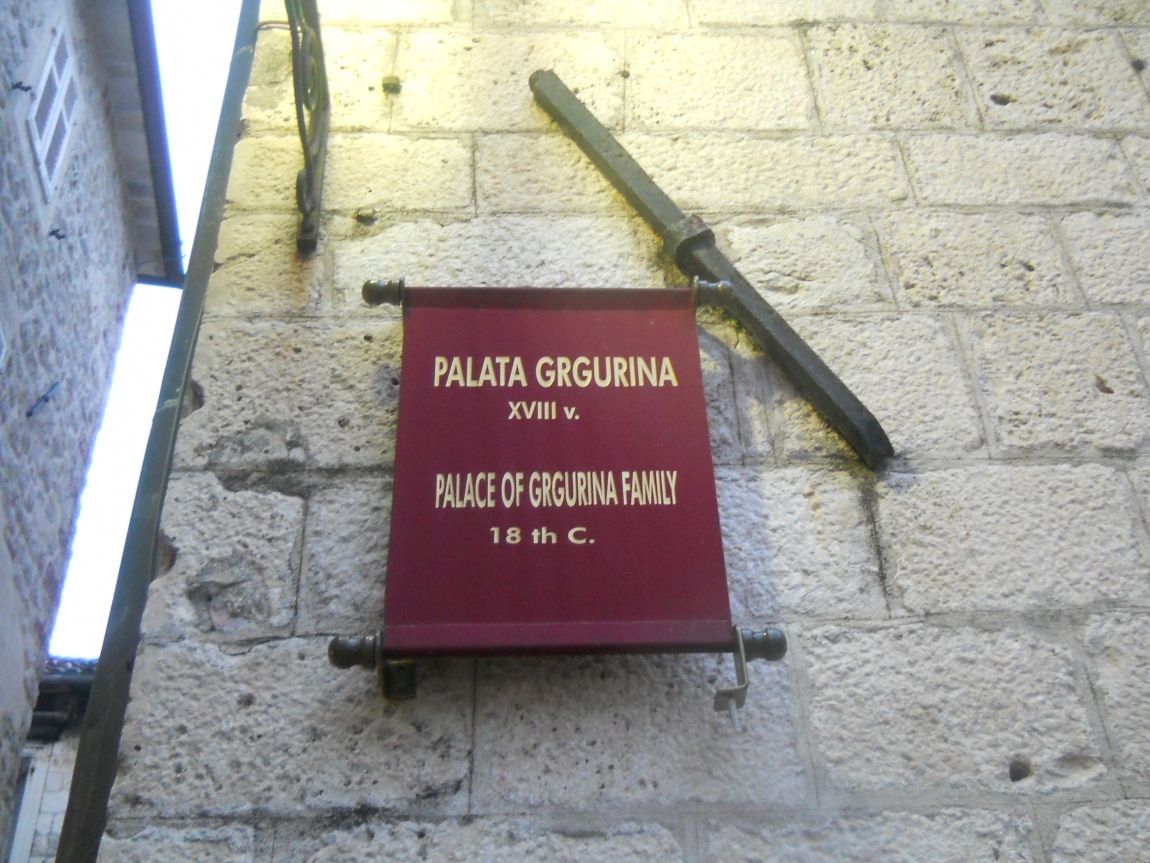 PALATA GRGURINA
XVIII v.
PALACE OF GRGURINA FAMILY
18 th C.